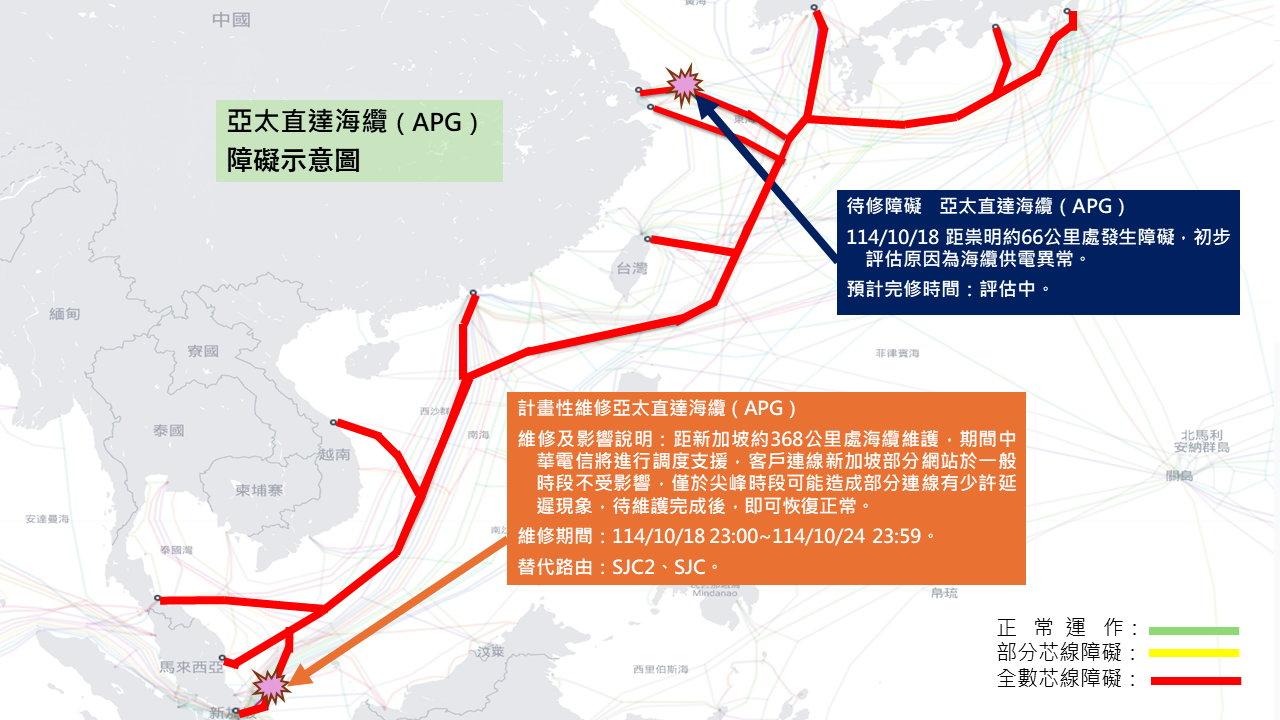 中國
黃海
亞太直達海纜（APG）
障礙示意圖
東海
待修障礙　亞太直達海纜（APG）
114/10/18 距祟明約66公里處發生障礙，初步
評估原因為海纜供電異常。
預計完修時間：評估中。
台灣
緬甸
寮國
菲律賓海
計畫性維修亞太直達海纜（APG）
維修及影響說明：距新加坡約368公里處海纜維護，期間中
華電信將進行調度支援，客戶連線新加坡部分網站於一般
時段不受影響，僅於尖峰時段可能造成部分連線有少許延
遲現象，待維護完成後，即可恢復正常。
維修期間：114/10/18 23:00~114/10/24 23:59。
替代路由：SJC2、SJC。
西沙群
南海
泰國
越南
北馬利
安納群島
關島
柬埔寨
安達曼海
南沙
泰國灣
Mindanao
帛琉
正常運作：
部分芯線障礙：
全數芯線障礙：
汶萊
馬來西亞
西里伯斯海
新加坡